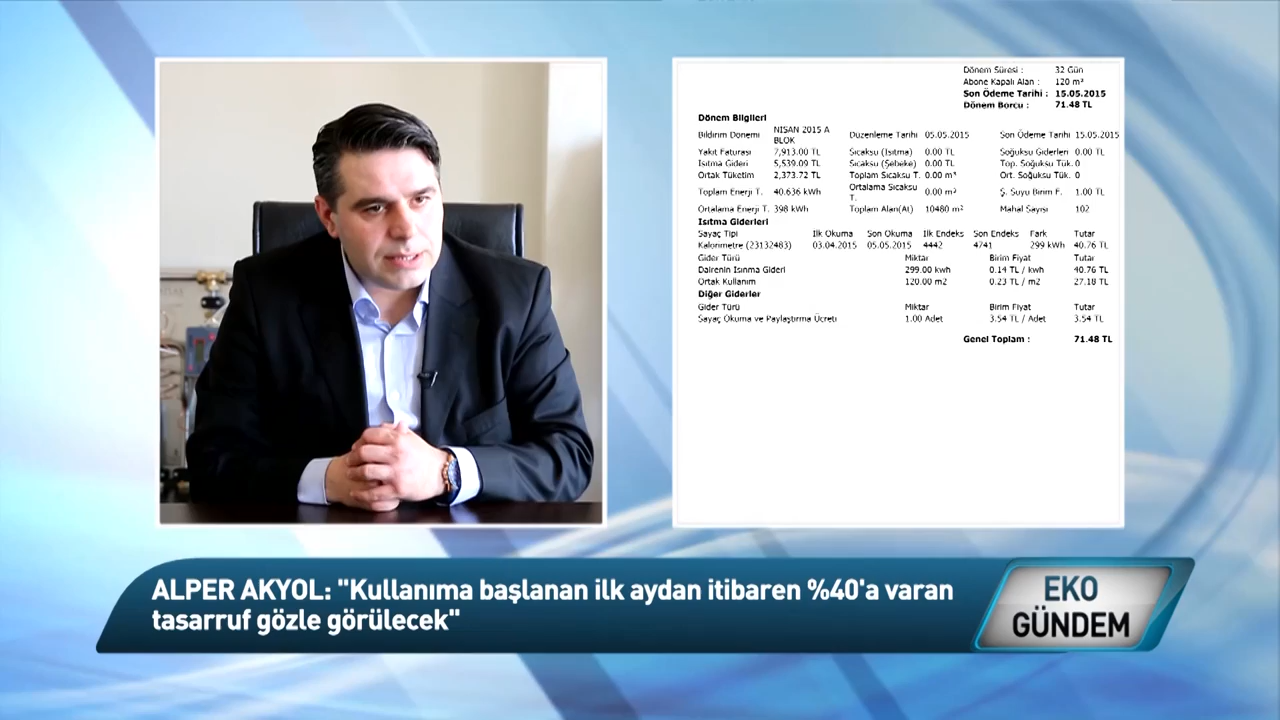 Dönem Süresi : 32 Gün
Abone Kapalı Alan : 120 m²
Son Ödeme Tarihi : 15.05.2015
Dönem Borcu : 71.48 TL
Dönem Bilgileri
Bildirim Dönemi NISAN 2015 A BLOK Düzenleme Tarihi 05.05.2015 Son Ödeme Tarihi 15.05.2015
Yakıt Faturası 7,913.00 TL Sıcaksu (Isıtma) 0.00 TL Soğuksu Giderleri 0.00 TL
Isıtma Gideri 5,539.09 TL Sıcaksu (Şebeke) 0.00 TL Top. Soğuksu Tük. 0
Ortak Tüketim 2,373.72 TL Toplam Sıcaksu T. 0.00 m³ Ort. Soğuksu Tük. 0
Toplam Enerji T. 40.636 kWh Ortalama Sıcaksu T. 0.00 m³ Ş. Suyu Birim F. 1.00 TL
Ortalama Enerji T. 398 kWh Toplam Alan(At) 10480 m² Mahal Sayısı 102
Isıtma Giderleri
Sayaç Tipi İlk Okuma Son Okuma İlk Endeks Son Endeks Fark Tutar
Kalorimetre (23132483) 03.04.2015 05.05.2015 4442 4741 299 kWh 40.76 TL
Gider Türü Miktar Birim Fiyat Tutar
Dairenin Isınma Gideri 299.00 kwh 0.14 TL / kwh 40.76 TL
Ortak Kullanım 120.00 m2 0.23 TL / m2 27.18 TL
Diğer Giderler
Gider Türü Miktar Birim Fiyat Tutar
Sayaç Okuma ve Paylaştırma Ücreti 1.00 Adet 3.54 TL / Adet 3.54 TL
Genel Toplam : 71.48 TL
ALPER AKYOL: "Kullanıma başlanan ilk aydan itibaren %40'a varan
tasarruf gözle görülecek"
EKO
GÜNDEM